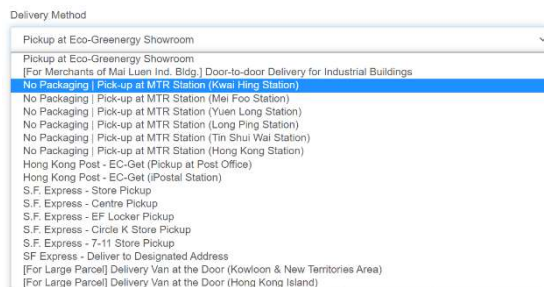 Delivery Method
Pickup at Eco-Greenergy Showroom
Pickup at Eco-Greenergy Showroom
[For Merchants of Mai Luen Ind. Bldg.] Door-to-door Delivery for Industrial Buildings
No Packaging | Pick-up at MTR Station (Kwai Hing Station)
No Packaging | Pick-up at MTR Station (Mei Foo Station)
No Packaging | Pick-up at MTR Station (Yuen Long Station)
No Packaging | Pick-up at MTR Station (Long Ping Station)
No Packaging | Pick-up at MTR Station (Tin Shui Wai Station)
No Packaging | Pick-up at MTR Station (Hong Kong Station)
Hong Kong Post - EC-Get (Pickup at Post Office)
Hong Kong Post - EC-Get (iPostal Station)
S.F. Express - Store Pickup
S.F. Express - Centre Pickup
S.F. Express - EF Locker Pickup
S.F. Express - Circle K Store Pickup
S.F. Express - 7-11 Store Pickup
SF Express - Deliver to Designated Address
[For Large Parcel] Delivery Van at the Door (Kowloon & New Territories Area)
[For Large Parcel] Delivery Van at the Door (Hong Kong Island)